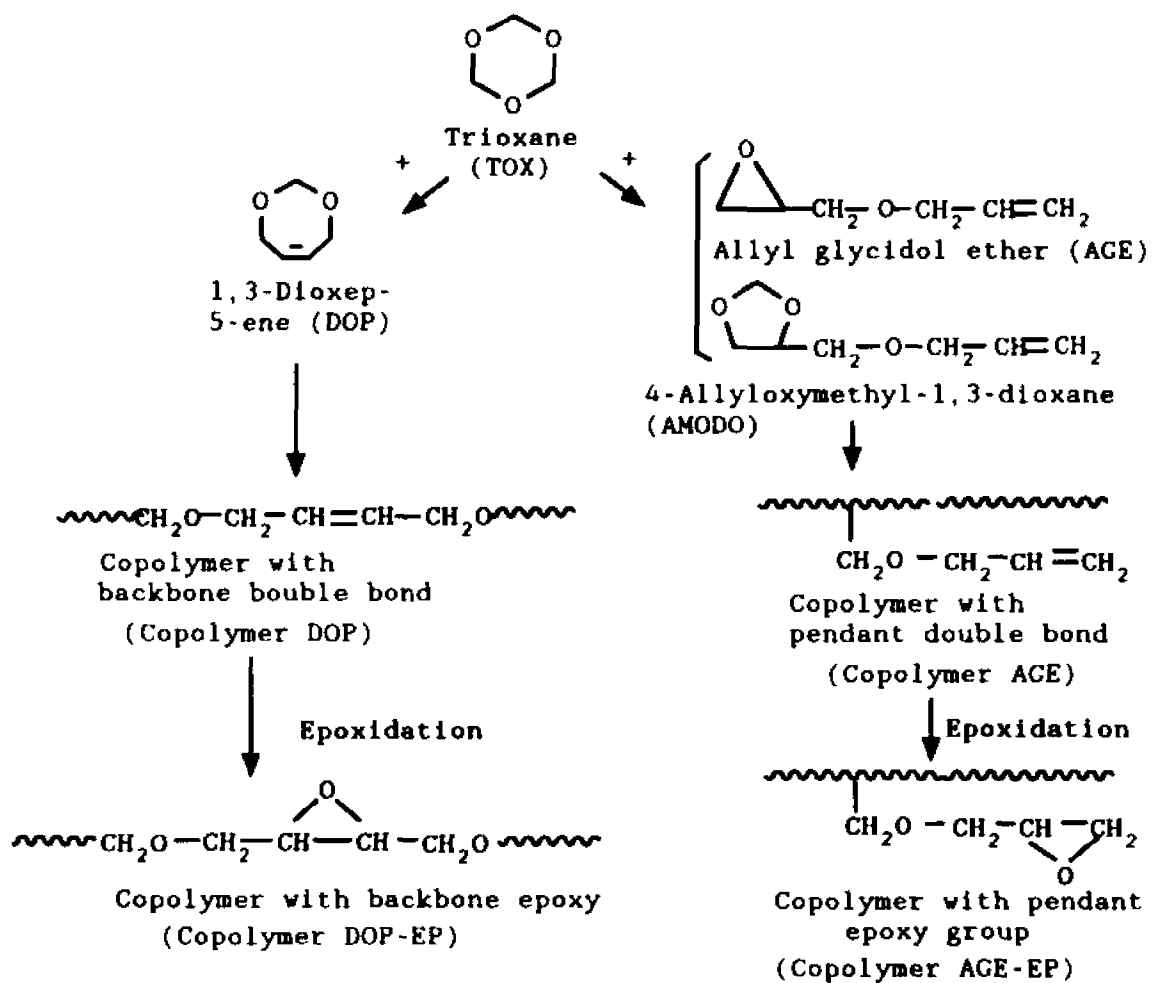 O O
O
Trioxane
(TOX)
+ +
O O
1,3-Dioxep-
5-ene (DOP)
O
CH2-O-CH2-CH=CH2
Allyl glycidol ether (AGE)
O O
CH2-O-CH2-CH=CH2
4-Allyloxymethyl-1,3-dioxane
(AMODO)
CH2O-CH2-CH=CH-CH2O
Copolymer with
backbone bouble bond
(Copolymer DOP)
CH2O-CH2-CH=CH2
Copolymer with
pendant double bond
(Copolymer AGE)
Epoxidation
Epoxidation
O
CH2O-CH2-CH-CH-CH2O
Copolymer with backbone epoxy
(Copolymer DOP-EP)
CH2O-CH2-CH CH2
O
Copolymer with pendant
epoxy group
(Copolymer AGE-EP)